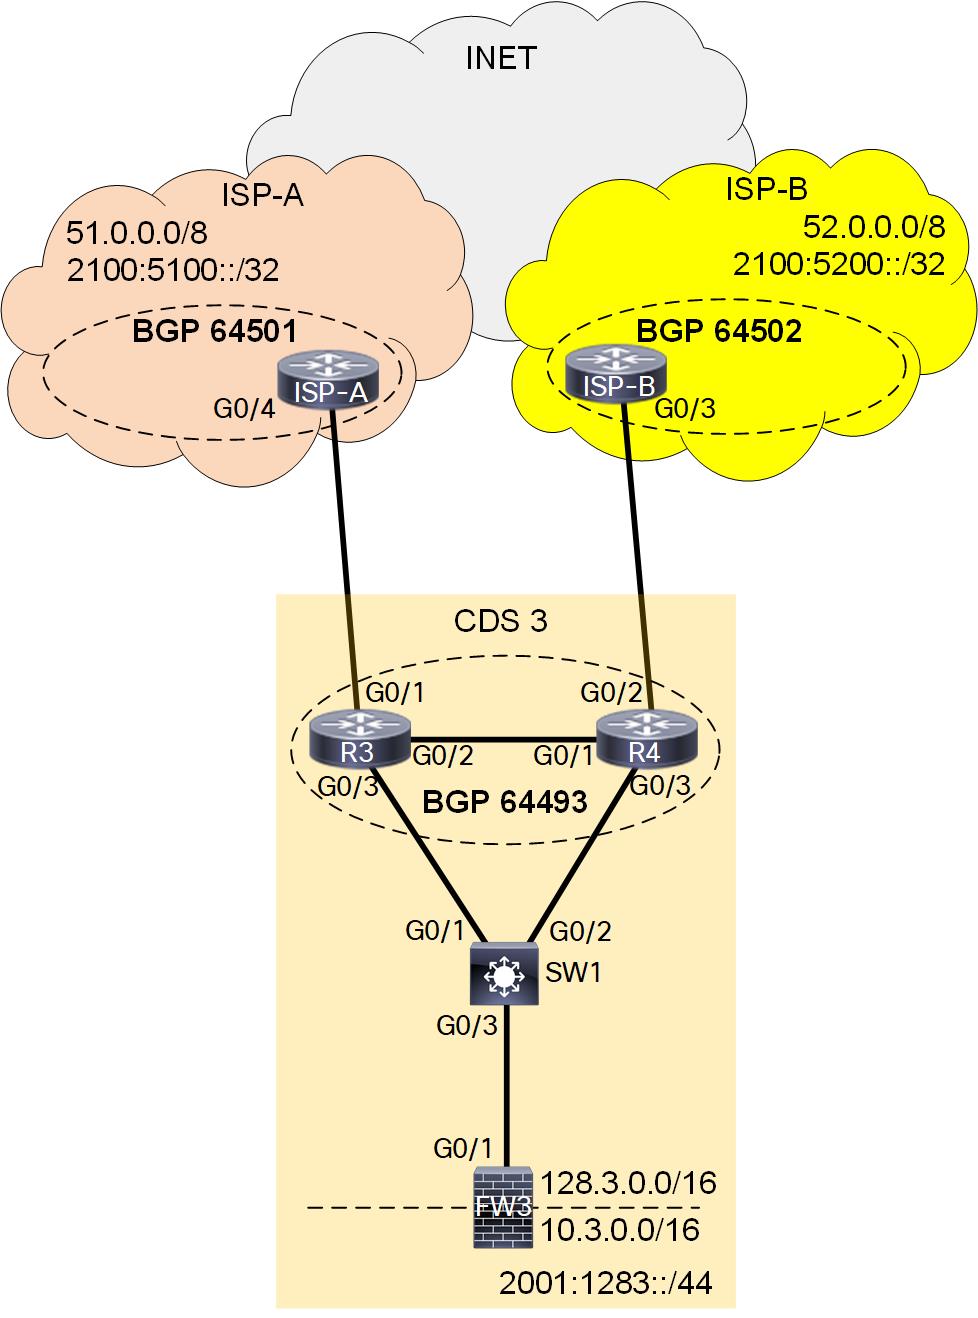 INET
ISP-A
51.0.0.0/8
2100:5100::/32
BGP 64501
ISP-A
G0/4
ISP-B
52.0.0.0/8
2100:5200::/32
BGP 64502
ISP-B
G0/3
CDS 3
G0/1
G0/2
R3
G0/2
G0/1
R4
G0/3
BGP 64493
G0/3
G0/1
G0/2
SW1
G0/3
G0/1
FW3
128.3.0.0/16
10.3.0.0/16
2001:1283::/44